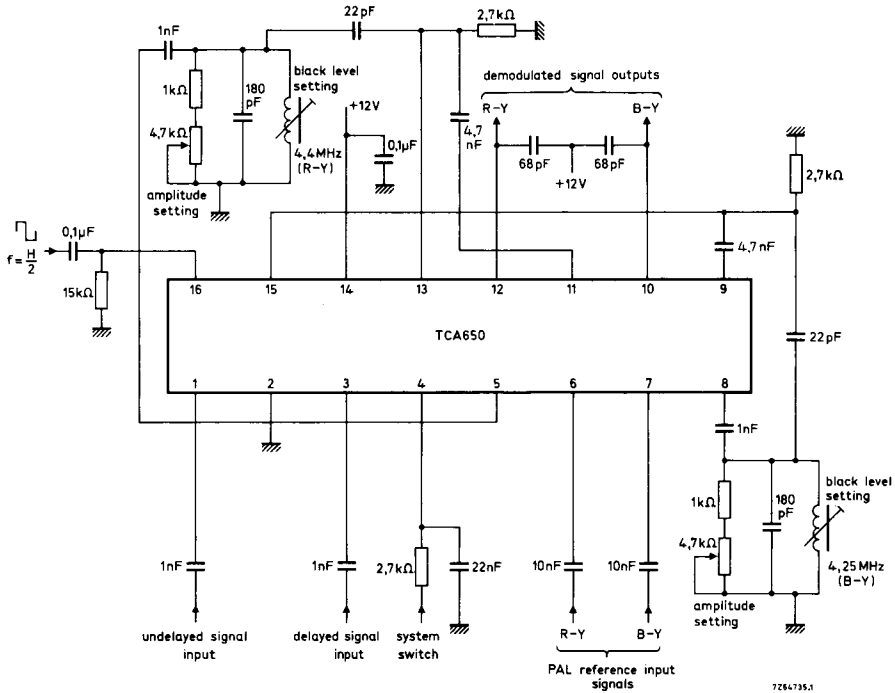 22pF
2,7kΩ
1nF
black level
setting
demodulated signal outputs
R-Y
B-Y
1kΩ
180
pF
+12V
4,7kΩ
4,4MHz
(R-Y)
0,1µF
4,7
nF
68pF
68pF
+12V
2,7kΩ
amplitude
setting
0,1µF
f=H/2
15kΩ
4,7nF
16
15
14
13
12
11
10
9
TCA650
22pF
1
2
3
4
5
6
7
8
1nF
black level
setting
1kΩ
180
pF
4,7kΩ
4,25MHz
(B-Y)
1nF
1nF
2,7kΩ
22nF
10nF
10nF
amplitude
setting
undelayed signal
input
delayed signal
input
system
switch
R-Y
B-Y
PAL reference input
signals
7Z64735.1